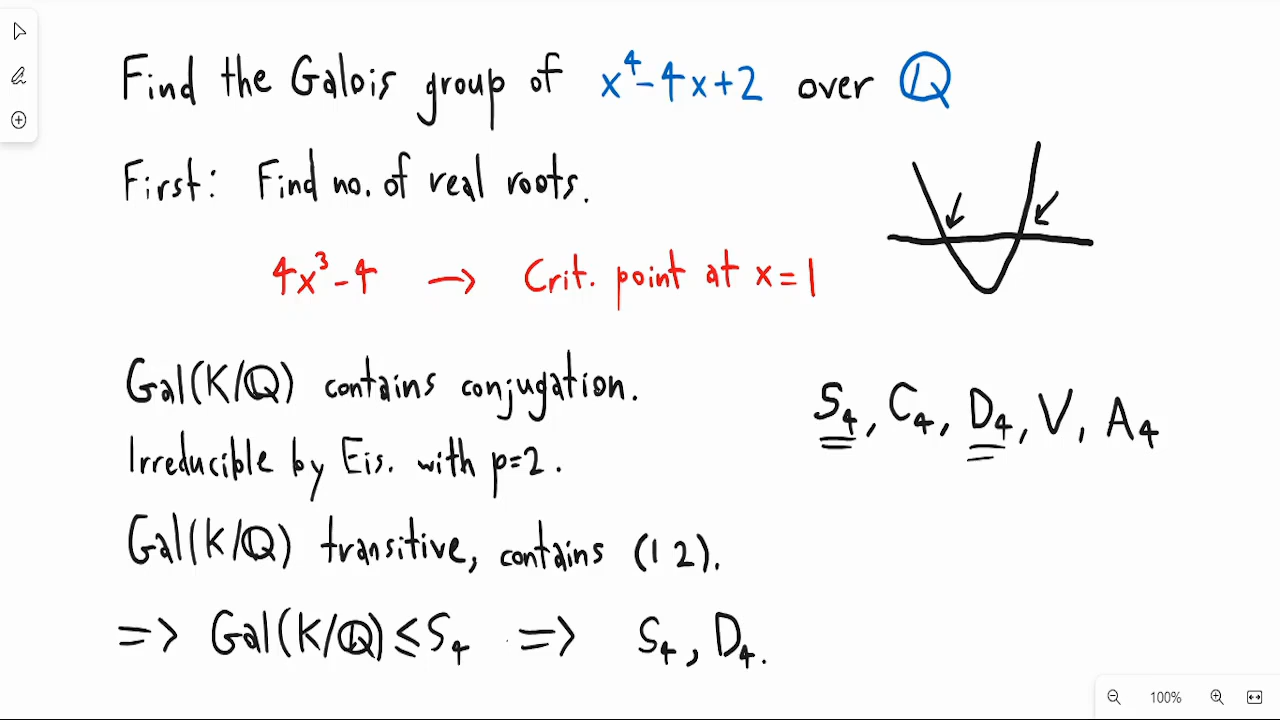 Find the Galois group of x⁴-4x+2 over ℚ
First: Find no. of real roots.
4x³-4 → Crit. point at x=1
Gal(K/ℚ) contains conjugation.
S₄, C₄, D₄, V, A₄
Irreducible by Eis. with p=2.
Gal(K/ℚ) transitive, contains (1 2).
=> Gal(K/ℚ) ≤ S₄ => S₄, D₄.
100%